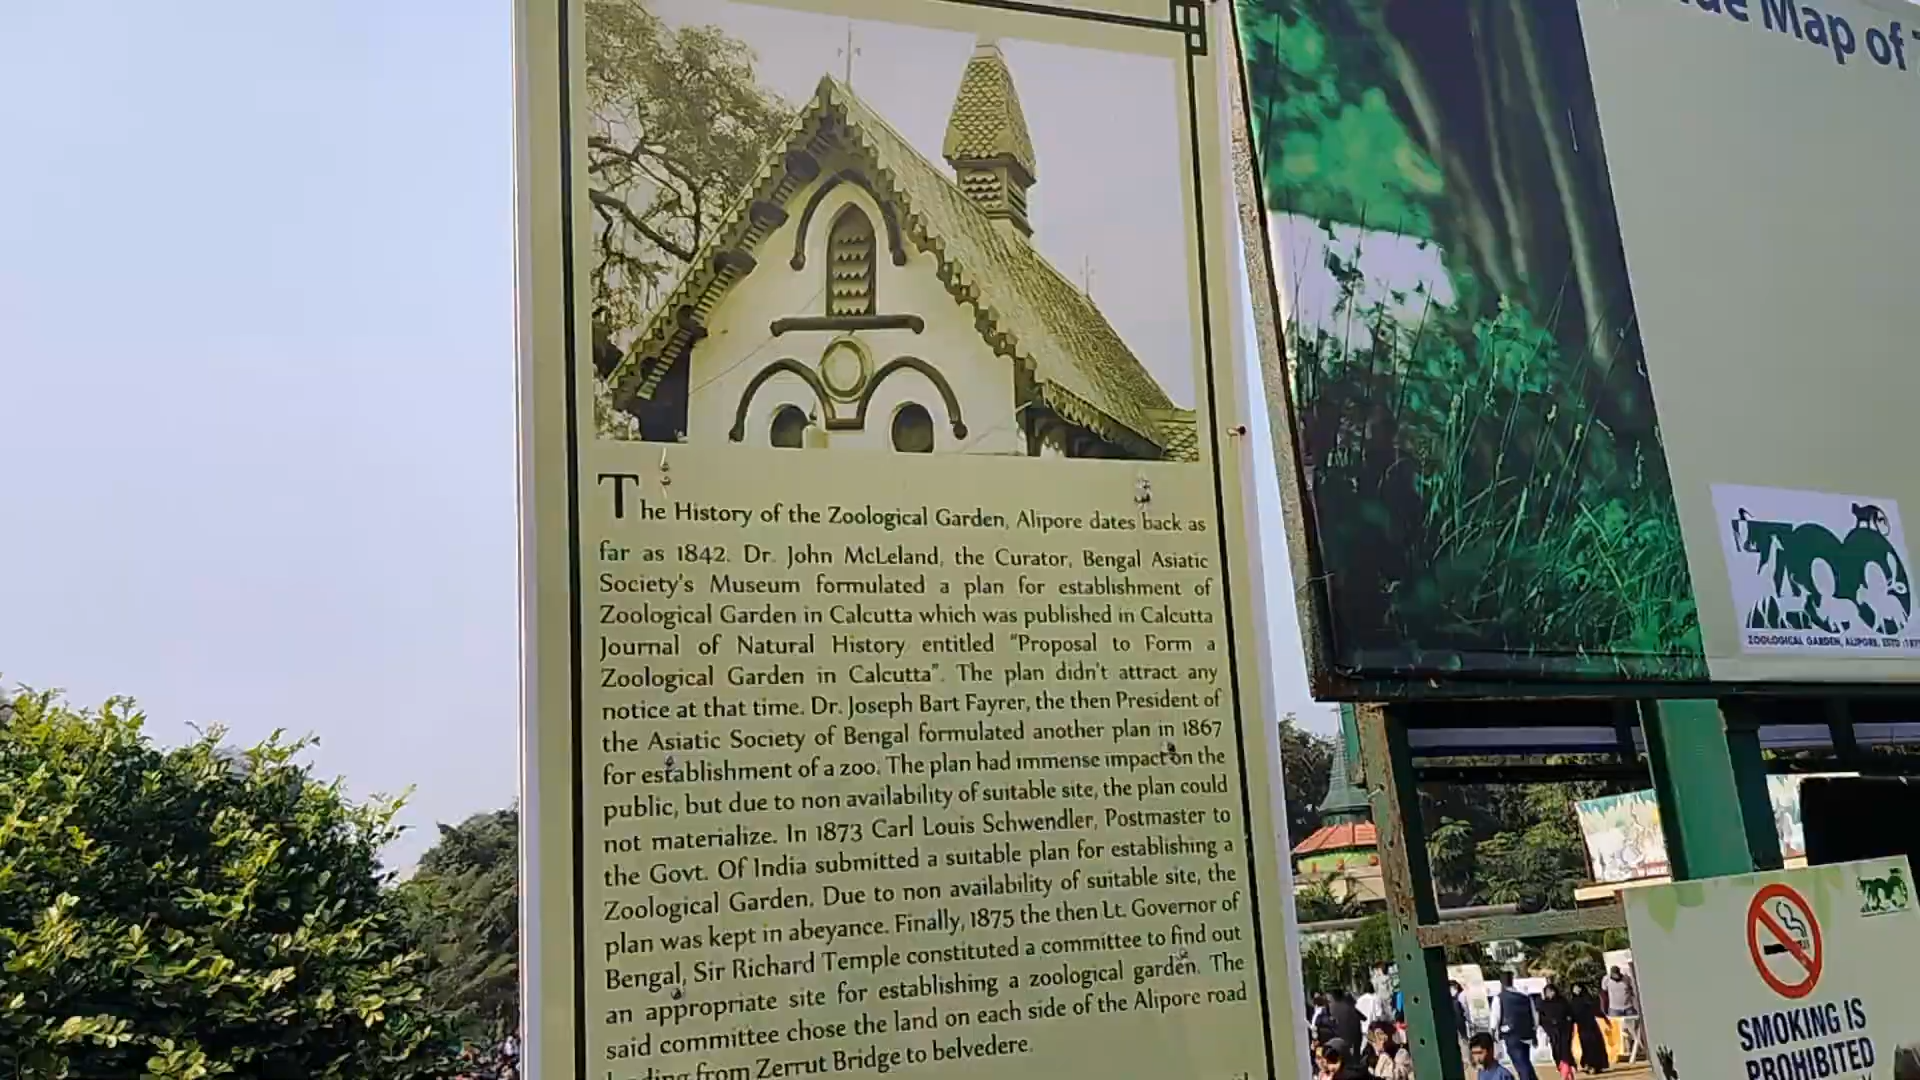 The History of the Zoological Garden, Alipore dates back as
far as 1842. Dr. John McLeland, the Curator, Bengal Asiatic
Society's Museum formulated a plan for establishment of
Zoological Garden in Calcutta which was published in Calcutta
Journal of Natural History entitled "Proposal to Form a
Zoological Garden in Calcutta". The plan didn't attract any
notice at that time. Dr. Joseph Bart Fayrer, the then President of
the Asiatic Society of Bengal formulated another plan in 1867
for establishment of a zoo. The plan had immense impact on the
public, but due to non availability of suitable site, the plan could
not materialize. In 1873 Carl Louis Schwendler, Postmaster to
the Govt. Of India submitted a suitable plan for establishing a
Zoological Garden. Due to non availability of suitable site, the
plan was kept in abeyance. Finally, 1875 the then Lt. Governor of
Bengal, Sir Richard Temple constituted a committee to find out
an appropriate site for establishing a zoological garden. The
said committee chose the land on each side of the Alipore road
from Zerrut Bridge to belvedere.
Map of
ZOOLOGICAL GARDEN, ALIPORE, ESTD
SMOKING IS
PROHIBITED